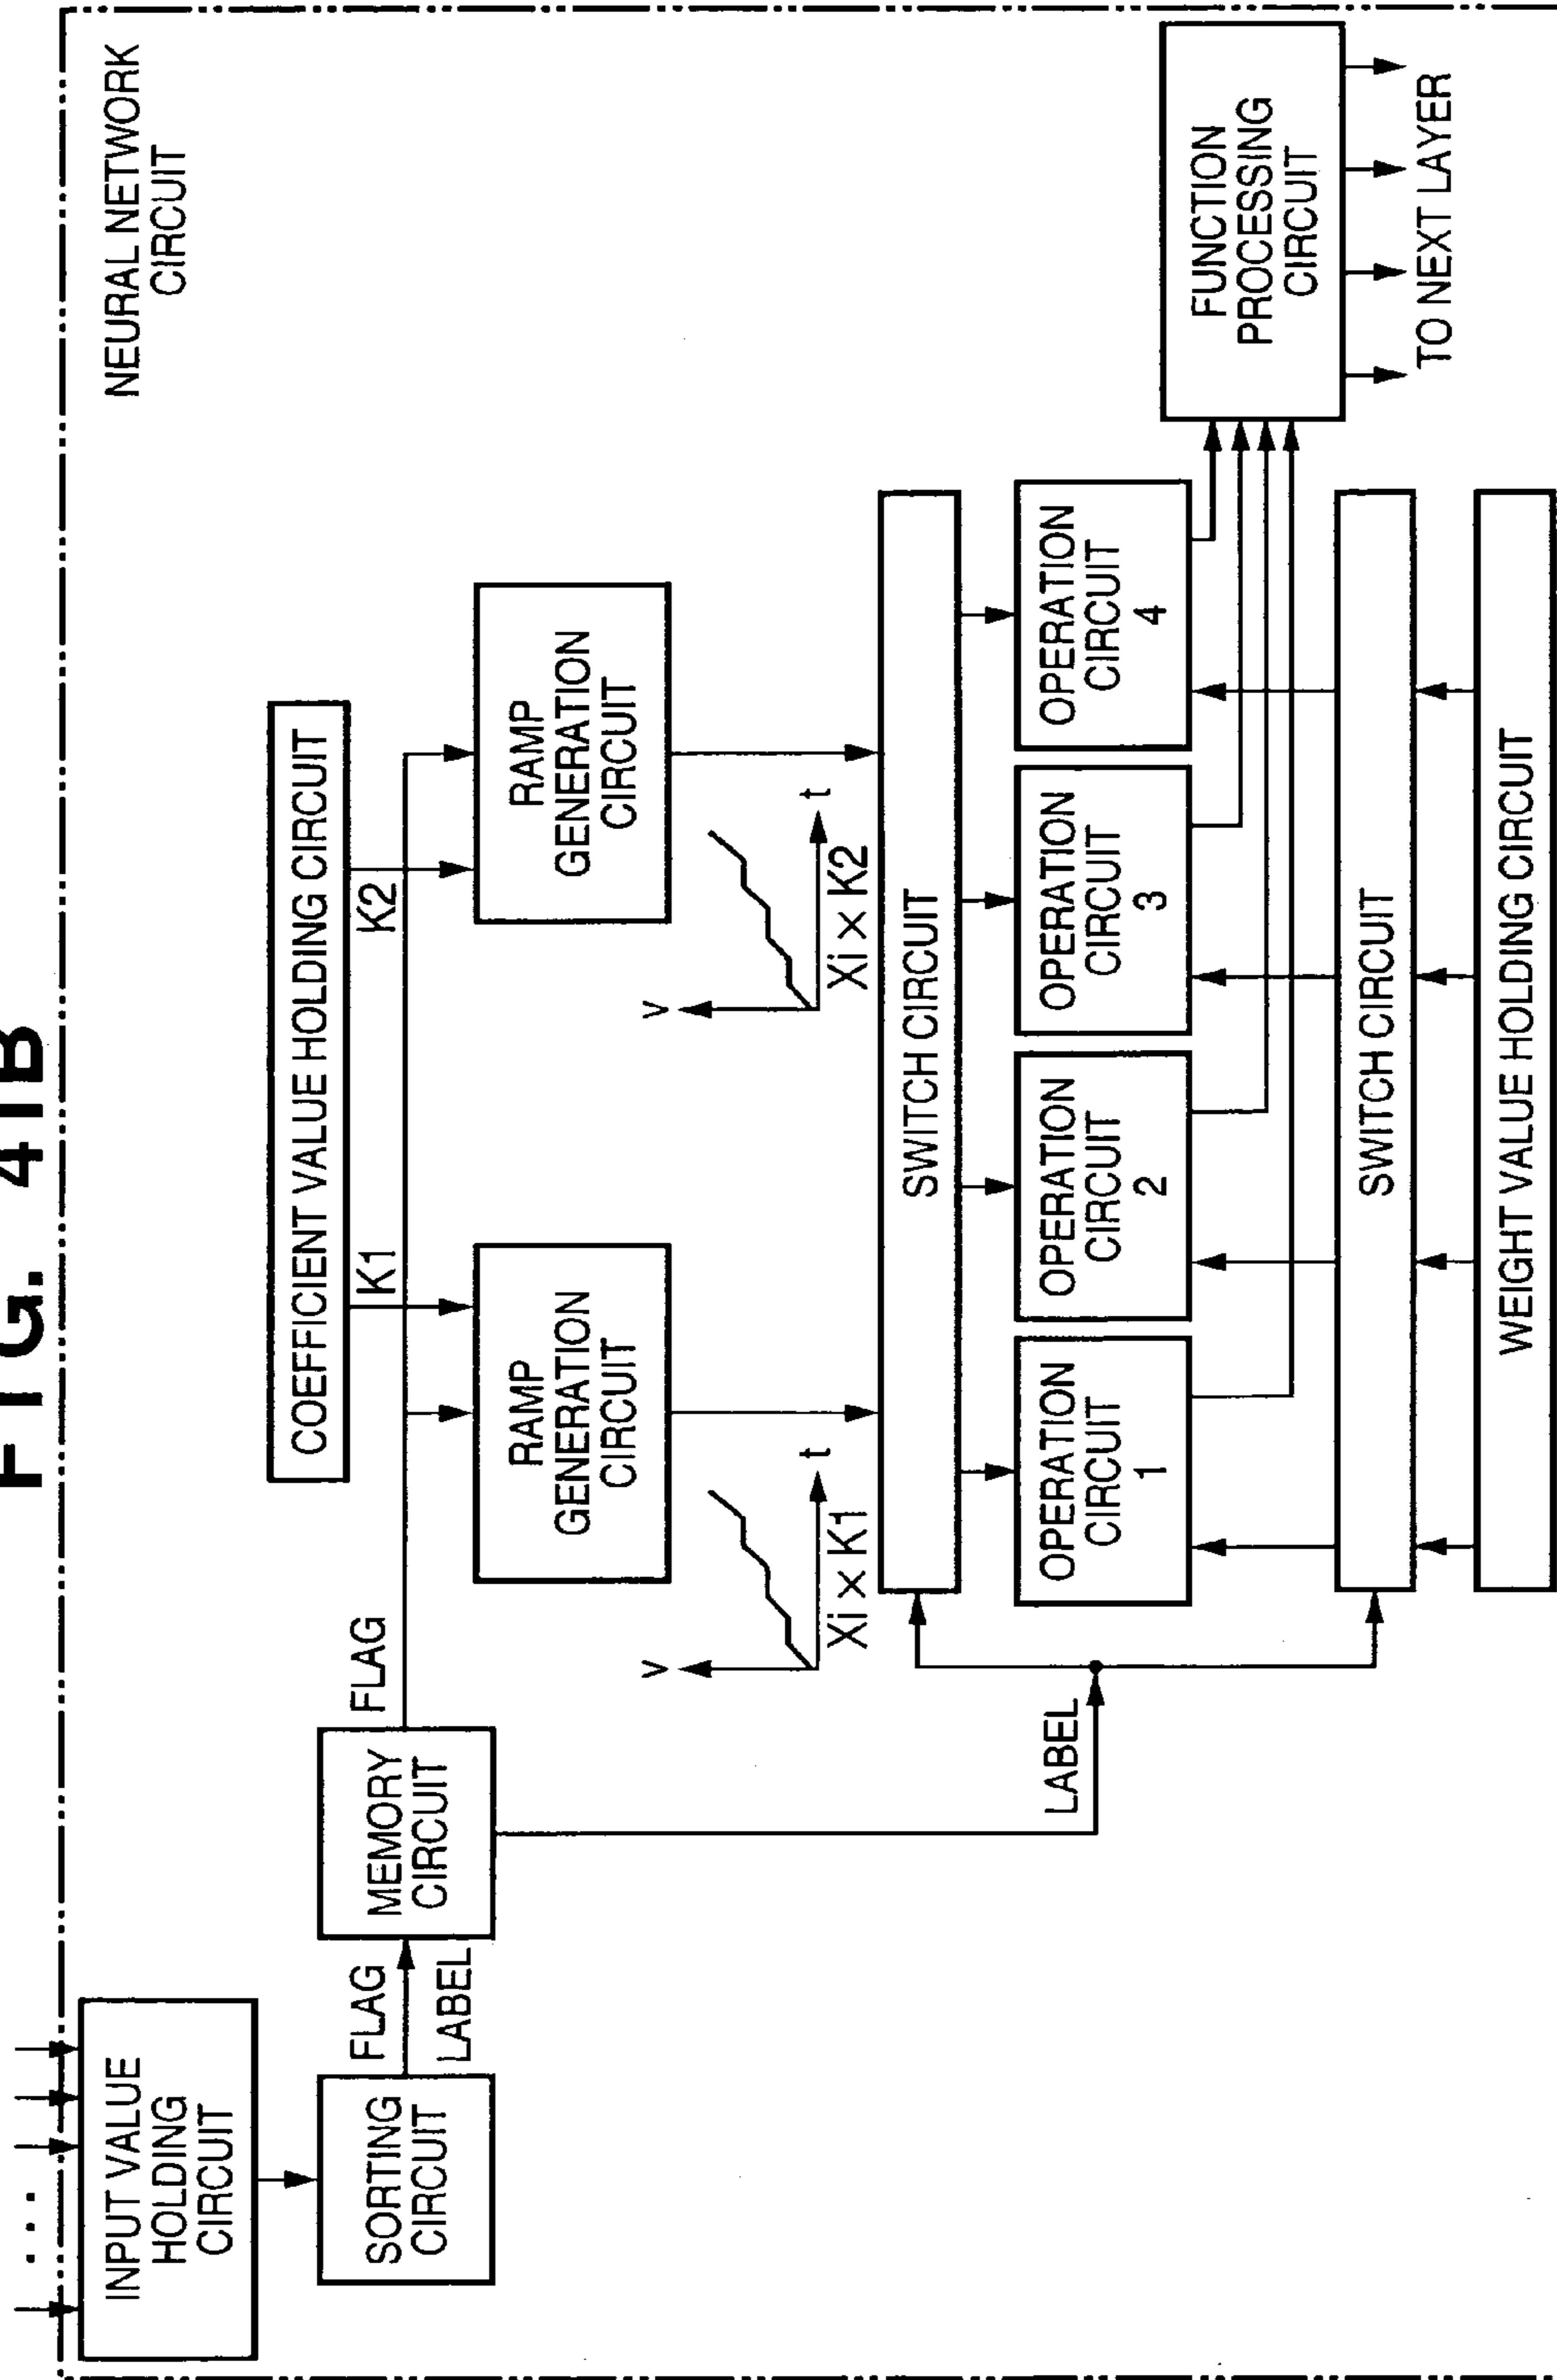 FIG. 41B
NEURAL NETWORK
CIRCUIT
INPUT VALUE
HOLDING
CIRCUIT
SORTING
CIRCUIT
FLAG
LABEL
MEMORY
CIRCUIT
FLAG
LABEL
COEFFICIENT VALUE HOLDING CIRCUIT
K1
K2
RAMP
GENERATION
CIRCUIT
RAMP
GENERATION
CIRCUIT
V
t
Xi × K1
V
t
Xi × K2
SWITCH CIRCUIT
OPERATION
CIRCUIT
1
OPERATION
CIRCUIT
2
OPERATION
CIRCUIT
3
OPERATION
CIRCUIT
4
FUNCTION
PROCESSING
CIRCUIT
TO NEXT LAYER
SWITCH CIRCUIT
WEIGHT VALUE HOLDING CIRCUIT